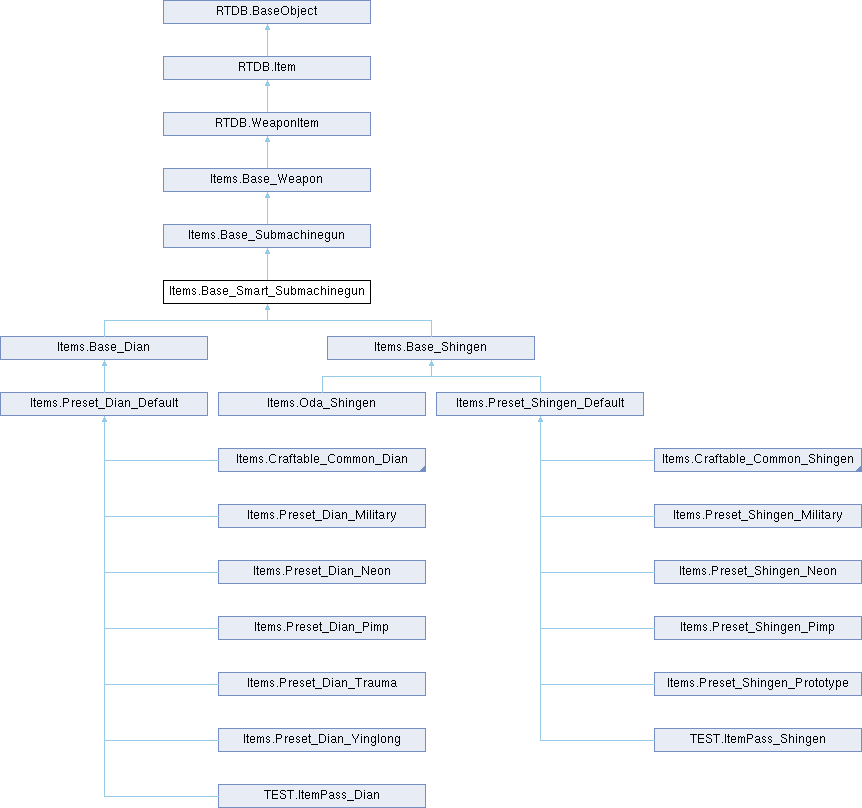 RTDB.BaseObject
RTDB.Item
RTDB.WeaponItem
Items.Base_Weapon
Items.Base_Submachinegun
Items.Base_Smart_Submachinegun
Items.Base_Dian
Items.Base_Shingen
Items.Preset_Dian_Default
Items.Oda_Shingen
Items.Preset_Shingen_Default
Items.Craftable_Common_Dian
Items.Craftable_Common_Shingen
Items.Preset_Dian_Military
Items.Preset_Shingen_Military
Items.Preset_Dian_Neon
Items.Preset_Shingen_Neon
Items.Preset_Dian_Pimp
Items.Preset_Shingen_Pimp
Items.Preset_Dian_Trauma
Items.Preset_Shingen_Prototype
Items.Preset_Dian_Yinglong
TEST.ItemPass_Shingen
TEST.ItemPass_Dian